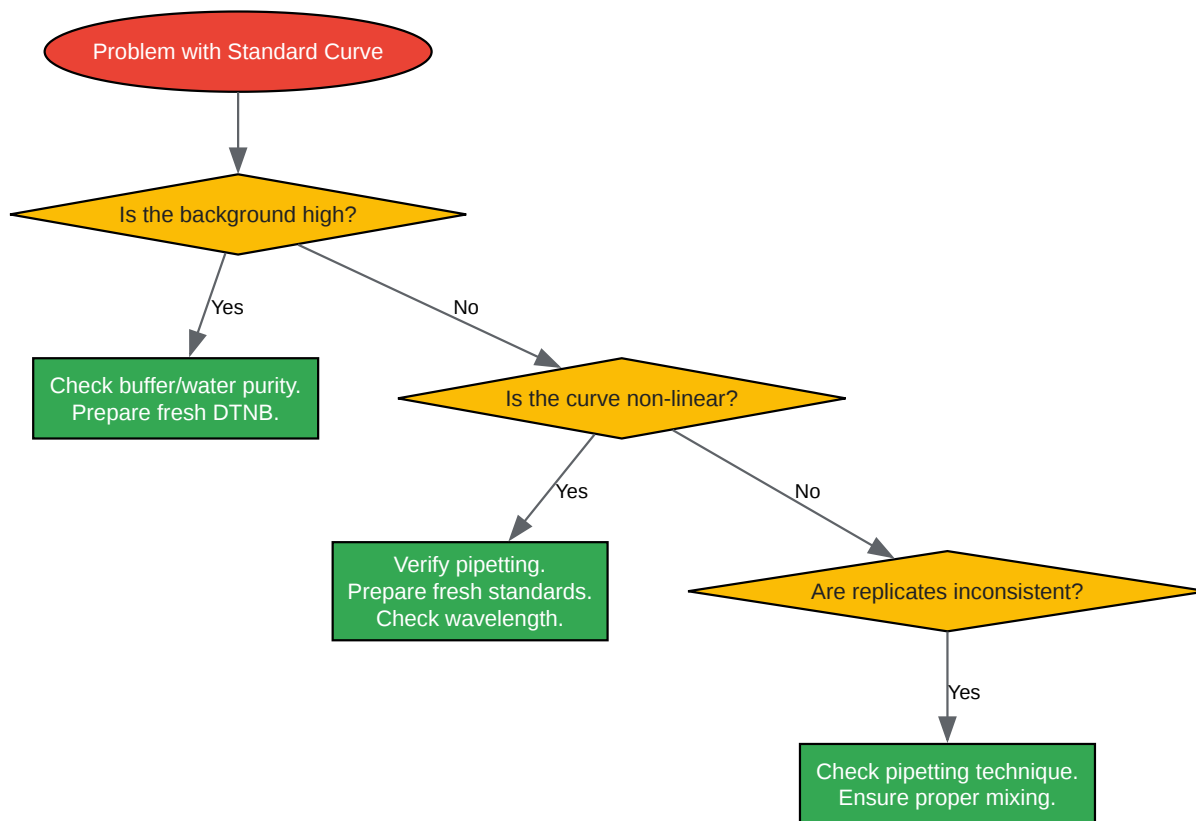 Problem with Standard Curve
Is the background high?
Yes
No
Check buffer/water purity.
Prepare fresh DTNB.
Is the curve non-linear?
Yes
No
Verify pipetting.
Prepare fresh standards.
Check wavelength.
Are replicates inconsistent?
Yes
Check pipetting technique.
Ensure proper mixing.